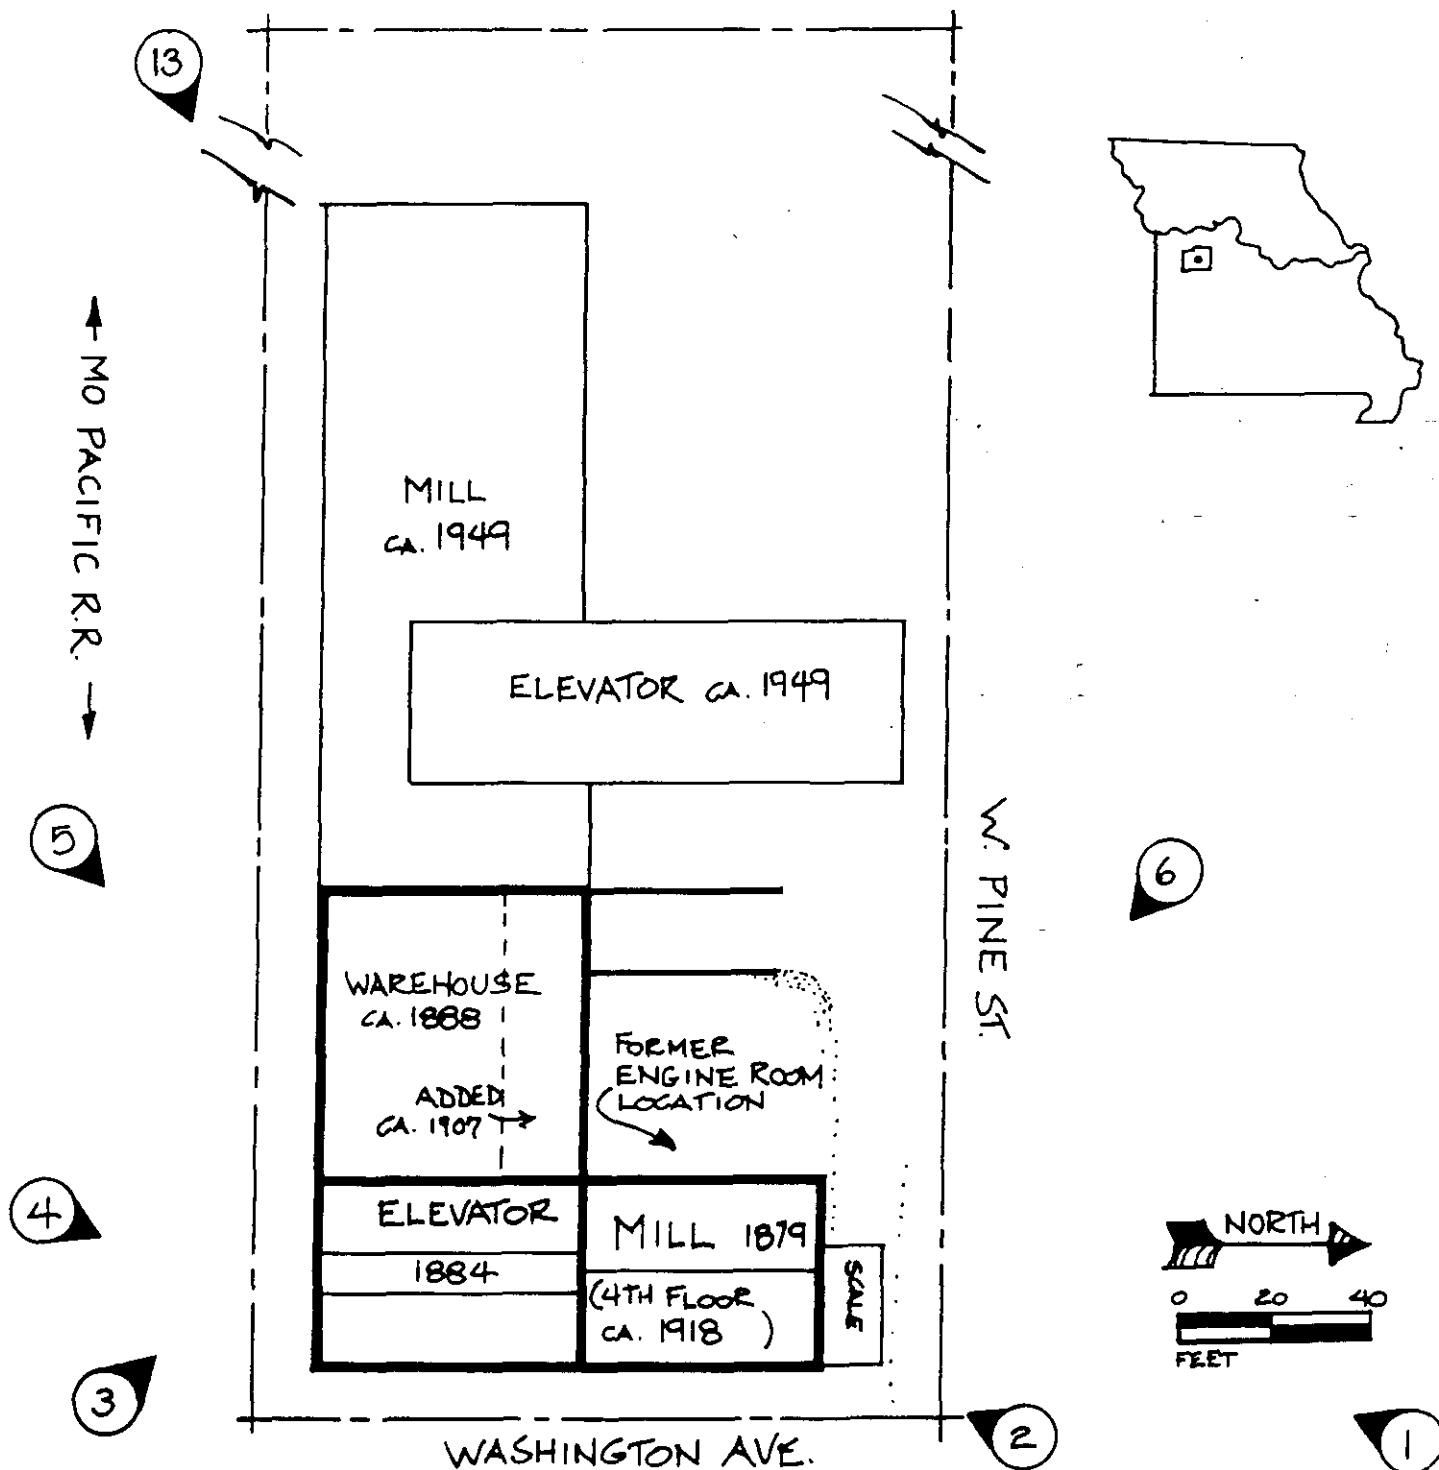 13
← MO PACIFIC R.R. →
MILL
CA. 1949
ELEVATOR CA. 1949
5
W. PINE ST.
6
WAREHOUSE
CA. 1888
ADDED
CA. 1907
FORMER
ENGINE ROOM
LOCATION
4
ELEVATOR
1884
MILL 1879
(4TH FLOOR
CA. 1918 )
SCALE
NORTH
0 20 40
FEET
3
2
1
WASHINGTON AVE.